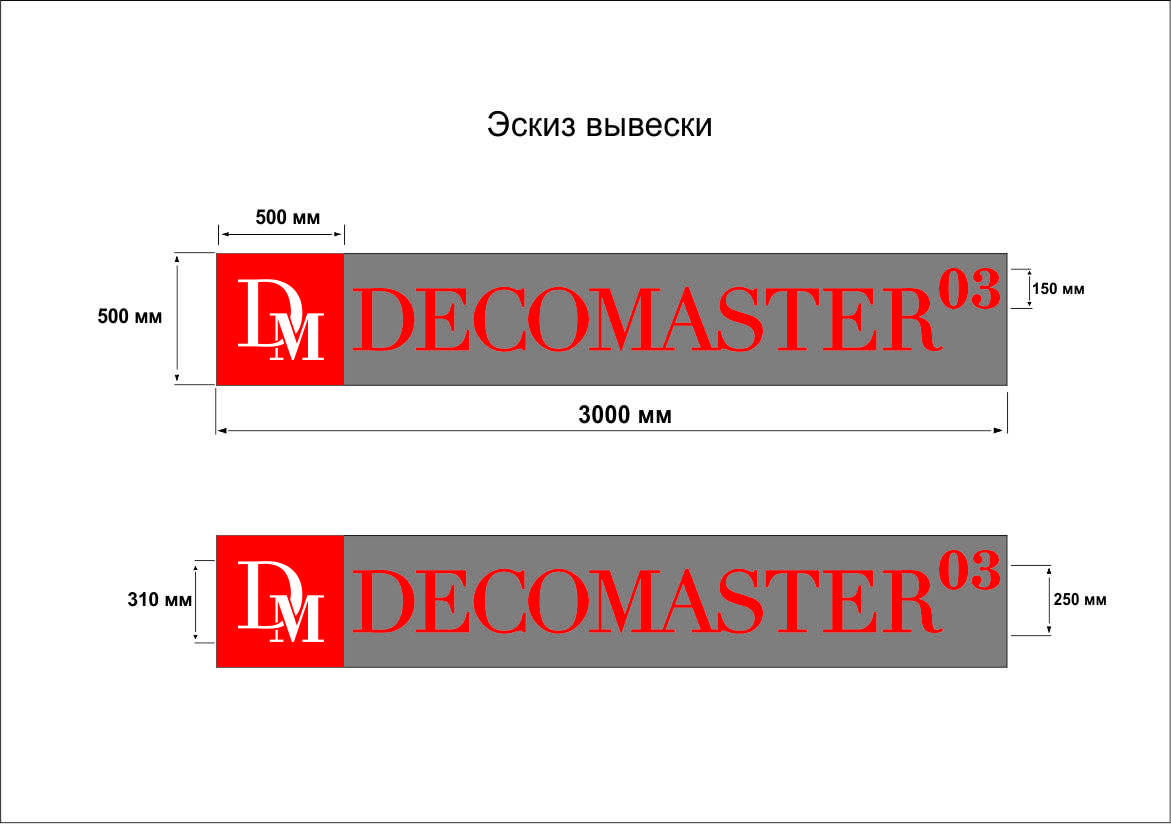 Эскиз вывески
500 мм
500 мм
DM DECOMASTER03
150 мм
3000 мм
310 мм
DM DECOMASTER03
250 мм